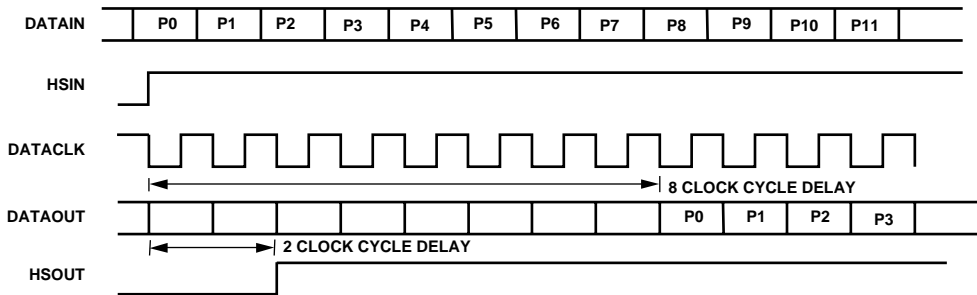 DATAIN P0 P1 P2 P3 P4 P5 P6 P7 P8 P9 P10 P11
HSIN
DATACLK
8 CLOCK CYCLE DELAY
DATAOUT P0 P1 P2 P3
2 CLOCK CYCLE DELAY
HSOUT